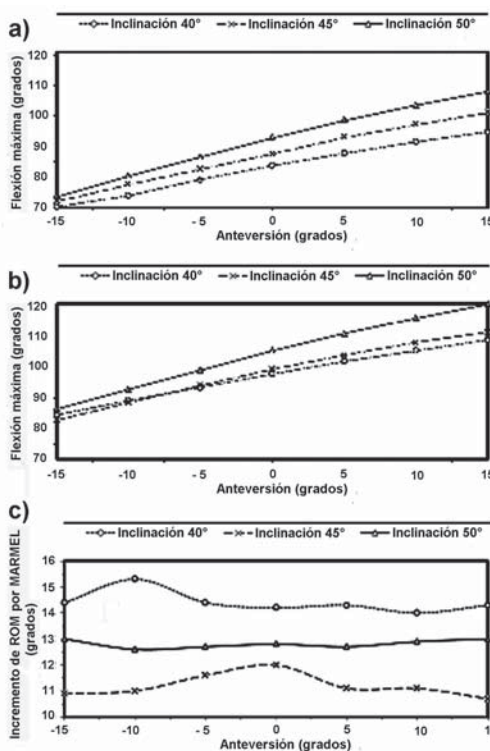 a)
Inclinación 40° Inclinación 45° Inclinación 50°
Flexión máxima (grados)
120
110
100
90
80
70
-15 -10 -5 0 5 10 15
Anteversión (grados)
b)
Inclinación 40° Inclinación 45° Inclinación 50°
Flexión máxima (grados)
120
110
100
90
80
70
-15 -10 -5 0 5 10 15
Anteversión (grados)
c)
Inclinación 40° Inclinación 45° Inclinación 50°
Incremento de ROM por MARMEL
(grados)
16
15
14
13
12
11
10
-15 -10 -5 0 5 10 1
Anteversión (grados)